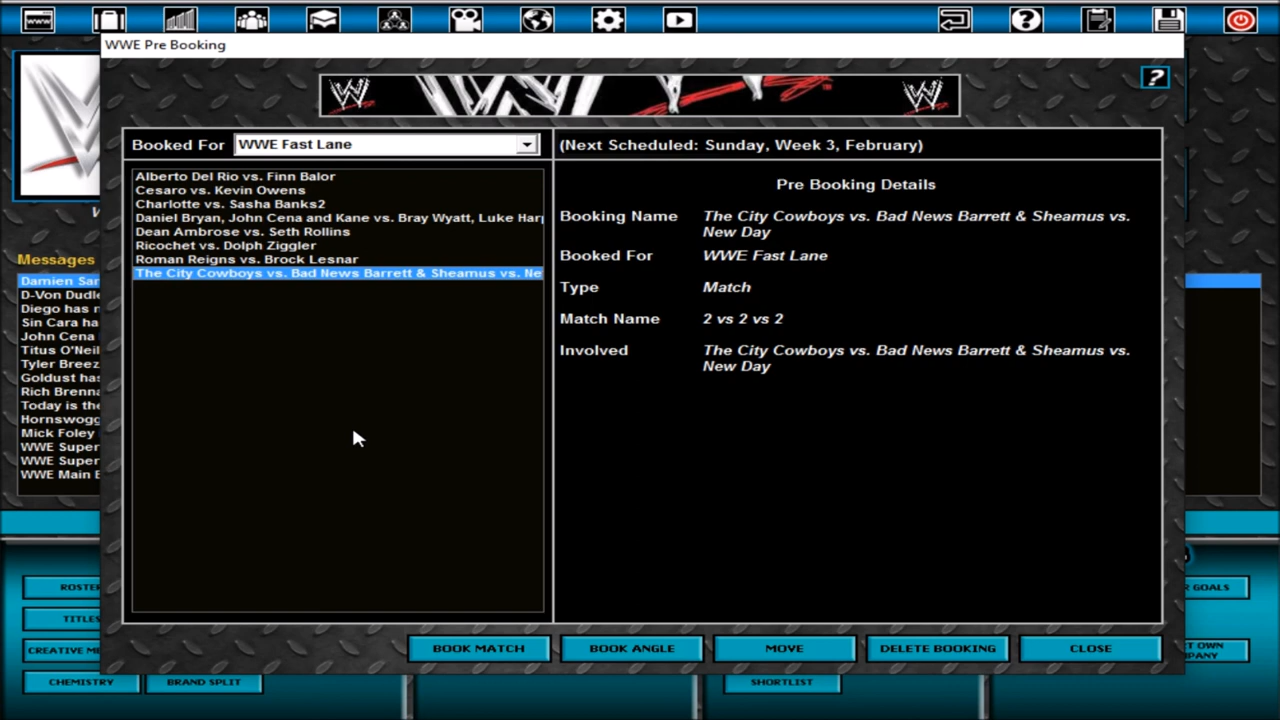 www
WWE Pre Booking
?
?
Booked For
WWE Fast Lane
(Next Scheduled: Sunday, Week 3, February)
Alberto Del Rio vs. Finn Balor
Cesaro vs. Kevin Owens
Charlotte vs. Sasha Banks2
Daniel Bryan, John Cena and Kane vs. Bray Wyatt, Luke Harp
Dean Ambrose vs. Seth Rollins
Ricochet vs. Dolph Ziggler
Roman Reigns vs. Brock Lesnar
The City Cowboys vs. Bad News Barrett & Sheamus vs. Ne
Pre Booking Details
Booking Name
The City Cowboys vs. Bad News Barrett & Sheamus vs.
New Day
Booked For
WWE Fast Lane
Type
Match
Match Name
2 vs 2 vs 2
Involved
The City Cowboys vs. Bad News Barrett & Sheamus vs.
New Day
Messages
Damien San
D-Von Dudle
Diego has n
Sin Cara ha
John Cena
Titus O'Neil
Tyler Breez
Goldust has
Rich Brenna
Today is the
Hornswogg
Mick Foley
WWE Super
WWE Super
WWE Main E
BOOK MATCH
BOOK ANGLE
MOVE
DELETE BOOKING
CLOSE
ROSTER
TITLES
CREATIVE ME
CHEMISTRY
BRAND SPLIT
SHORTLIST
R GOALS
T OWN
PANY